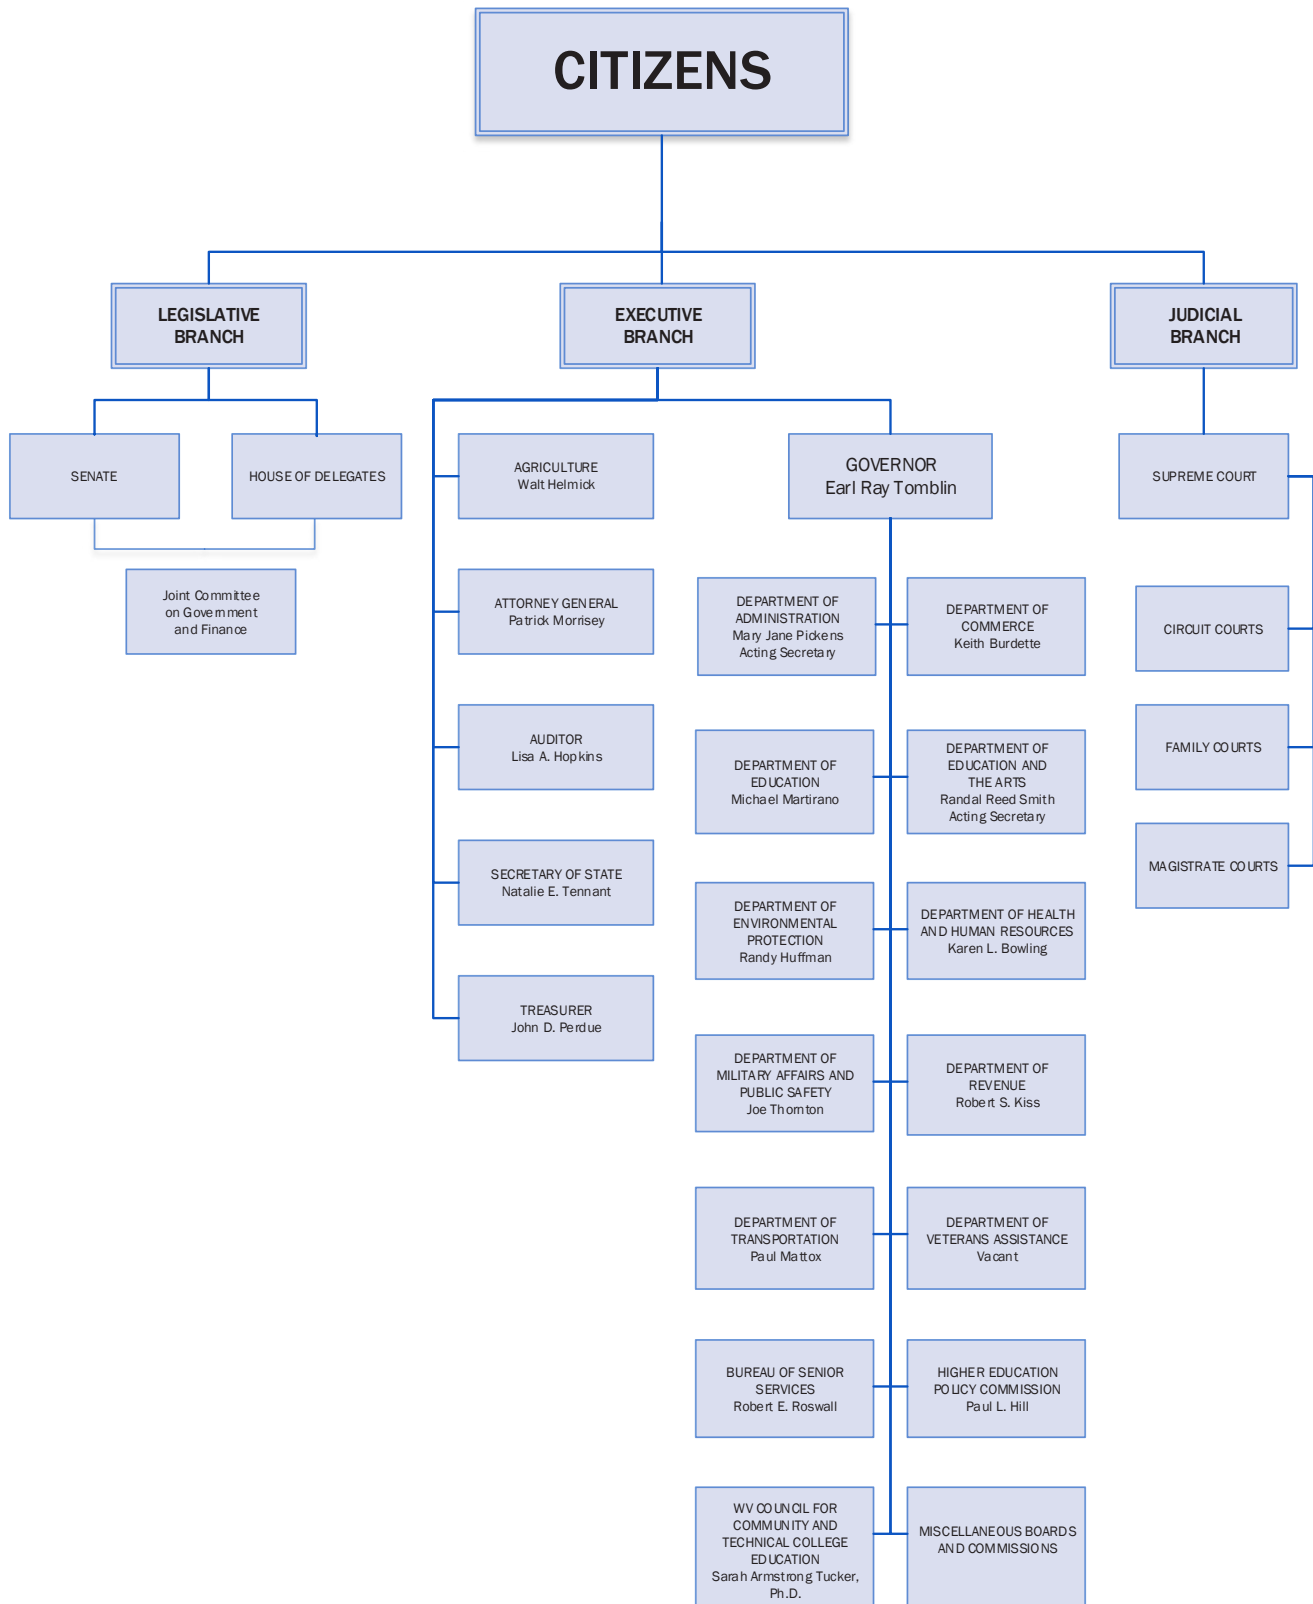 CITIZENS
LEGISLATIVE
BRANCH
EXECUTIVE
BRANCH
JUDICIAL
BRANCH
SENATE
HOUSE OF DELEGATES
Joint Committee
on Government
and Finance
AGRICULTURE
Walt Helmick
ATTORNEY GENERAL
Patrick Morrisey
AUDITOR
Lisa A. Hopkins
SECRETARY OF STATE
Natalie E. Tennant
TREASURER
John D. Perdue
GOVERNOR
Earl Ray Tomblin
DEPARTMENT OF
ADMINISTRATION
Mary Jane Pickens
Acting Secretary
DEPARTMENT OF
COMMERCE
Keith Burdette
DEPARTMENT OF
EDUCATION
Michael Martirano
DEPARTMENT OF
EDUCATION AND
THE ARTS
Randal Reed Smith
Acting Secretary
DEPARTMENT OF
ENVIRONMENTAL
PROTECTION
Randy Huffman
DEPARTMENT OF HEALTH
AND HUMAN RESOURCES
Karen L. Bowling
DEPARTMENT OF
MILITARY AFFAIRS AND
PUBLIC SAFETY
Joe Thornton
DEPARTMENT OF
REVENUE
Robert S. Kiss
DEPARTMENT OF
TRANSPORTATION
Paul Mattox
DEPARTMENT OF
VETERANS ASSISTANCE
Vacant
BUREAU OF SENIOR
SERVICES
Robert E. Roswall
HIGHER EDUCATION
POLICY COMMISSION
Paul L. Hill
WV COUNCIL FOR
COMMUNITY AND
TECHNICAL COLLEGE
EDUCATION
Sarah Armstrong Tucker,
Ph.D.
MISCELLANEOUS BOARDS
AND COMMISSIONS
SUPREME COURT
CIRCUIT COURTS
FAMILY COURTS
MAGISTRATE COURTS